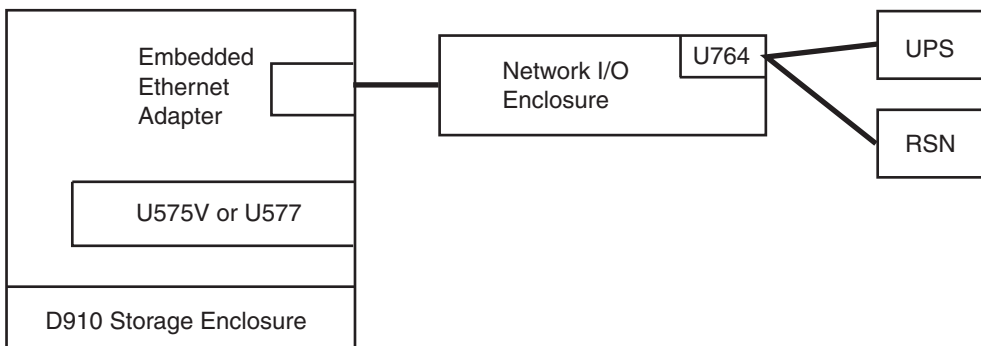 Embedded
Ethernet
Adapter
U575V or U577
D910 Storage Enclosure
Network I/O
Enclosure
U764
UPS
RSN